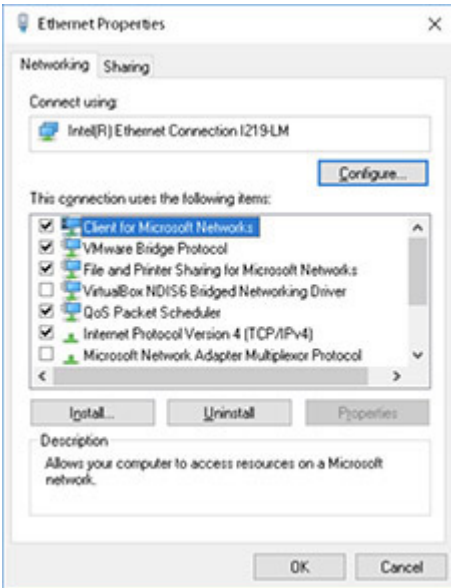 Ethernet Properties
Networking Sharing
Connect using:
Intel(R) Ethernet Connection I219-LM
Configure...
This connection uses the following items:
Client for Microsoft Networks
VMware Bridge Protocol
File and Printer Sharing for Microsoft Networks
VirtualBox NDIS6 Bridged Networking Driver
QoS Packet Scheduler
Internet Protocol Version 4 (TCP/IPv4)
Microsoft Network Adapter Multiplexor Protocol
Install... Uninstall Properties
Description
Allows your computer to access resources on a Microsoft
network.
OK Cancel